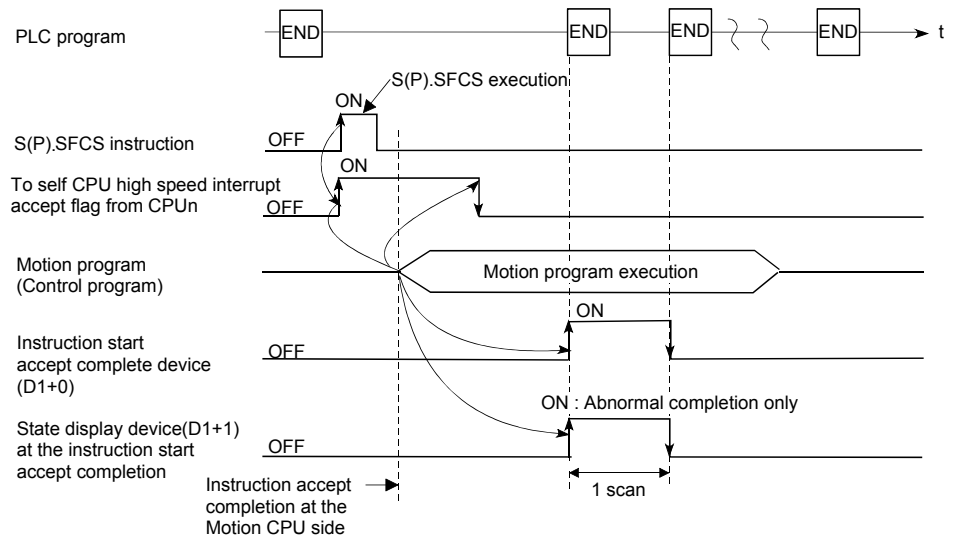 PLC program
END
END
END
END
t
S(P).SFCS execution
ON
S(P).SFCS instruction
OFF
ON
To self CPU high speed interrupt
accept flag from CPUn
OFF
Motion program
(Control program)
Motion program execution
ON
Instruction start
accept complete device
(D1+0)
OFF
ON : Abnormal completion only
State display device(D1+1)
at the instruction start
accept completion
OFF
Instruction accept
completion at the
Motion CPU side
1 scan